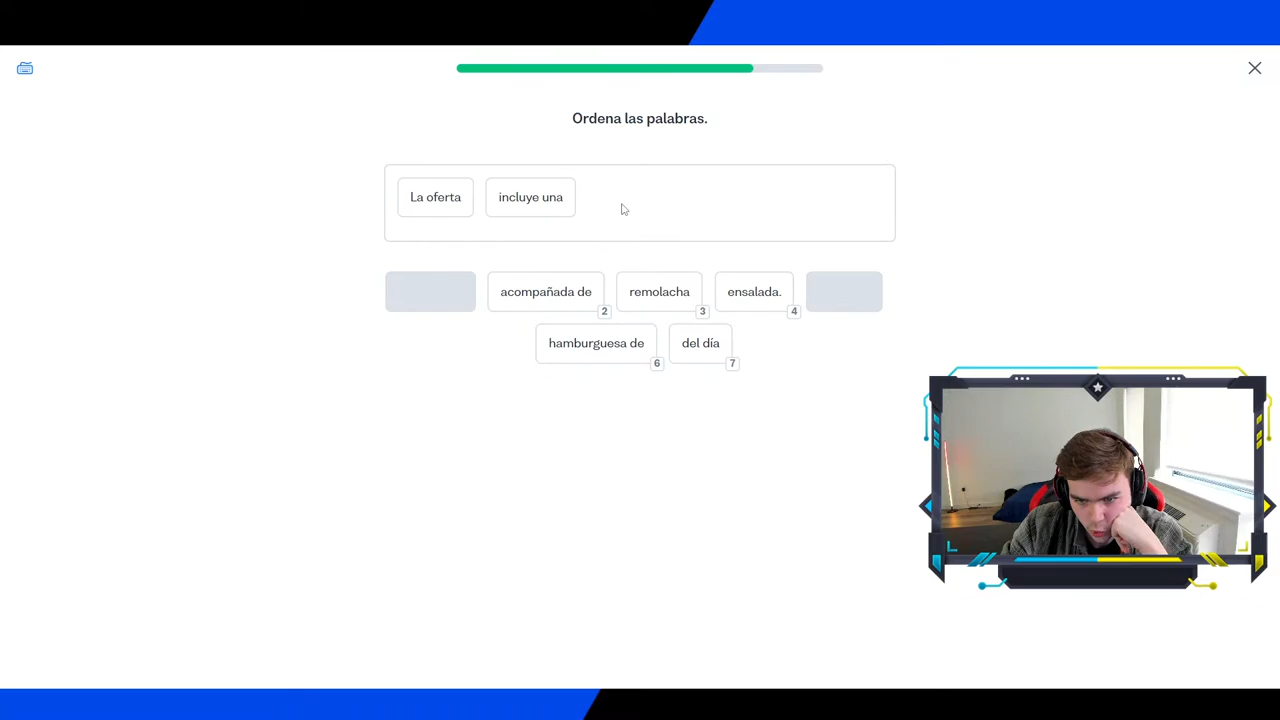 Ordena las palabras.
La oferta incluye una
acompañada de 2 remolacha 3 ensalada. 4
hamburguesa de 6 del día 7